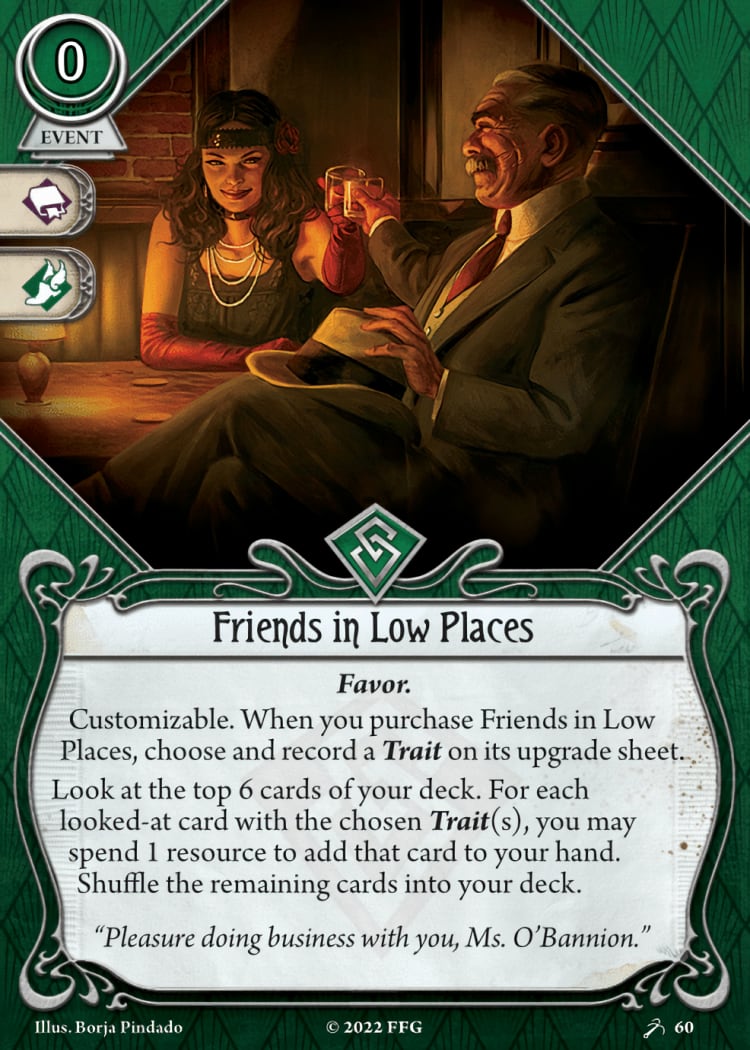 0
EVENT
Friends in Low Places
Favor.
Customizable. When you purchase Friends in Low
Places, choose and record a Trait on its upgrade sheet.
Look at the top 6 cards of your deck. For each
looked-at card with the chosen Trait(s), you may
spend 1 resource to add that card to your hand.
Shuffle the remaining cards into your deck.
“Pleasure doing business with you, Ms. O’Bannion.”
Illus. Borja Pindado
© 2022 FFG
60